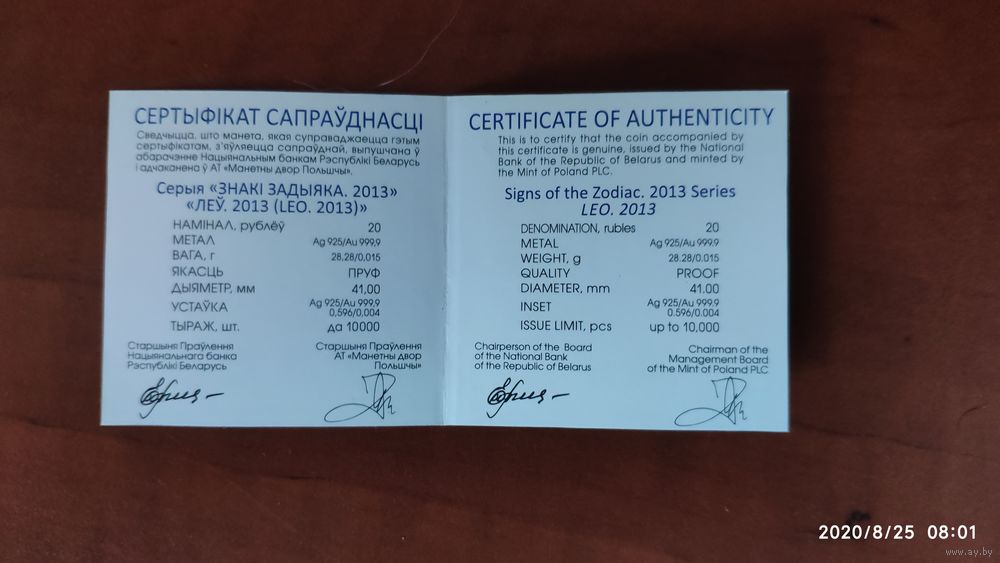 СЕРТЫФІКАТ САПРАЎДНАСЦІ
Сведчыцца, што манета, якая суправаджаецца гэтым
сертыфікатам, з'яўляецца сапраўднай, выпушчана ў
абарачэнне Нацыянальным банкам Рэспублікі Беларусь
і адчаканена ў АТ «Манетны двор Польшчы».
Серыя «ЗНАКІ ЗАДЫЯКА. 2013»
«ЛЕЎ. 2013 (LEO. 2013)»
НАМІНАЛ, рублёў 20
МЕТАЛ Ag 925/Au 999,9
ВАГА, г 28.28/0.015
ЯКАСЦЬ ПРУФ
ДЫЯМЕТР, мм 41,00
УСТАЎКА Ag 925/Au 999,9
0.596/0.004
ТЫРАЖ, шт. да 10000
Старшыня Праўлення
Нацыянальнага банка
Рэспублікі Беларусь
Старшыня Праўлення
АТ «Манетны двор
Польшчы»
CERTIFICATE OF AUTHENTICITY
This is to certify that the coin accompanied by
this certificate is genuine, issued by the National
Bank of the Republic of Belarus and minted by
the Mint of Poland PLC.
Signs of the Zodiac. 2013 Series
LEO. 2013
DENOMINATION, rubles 20
METAL Ag 925/Au 999.9
WEIGHT, g 28.28/0.015
QUALITY PROOF
DIAMETER, mm 41.00
INSET Ag 925/Au 999.9
0.596/0.004
ISSUE LIMIT, pcs up to 10,000
Chairperson of the Board
of the National Bank
of the Republic of Belarus
Chairman of the
Management Board
of the Mint of Poland PLC
2020/8/25 08:01
www.ay.by